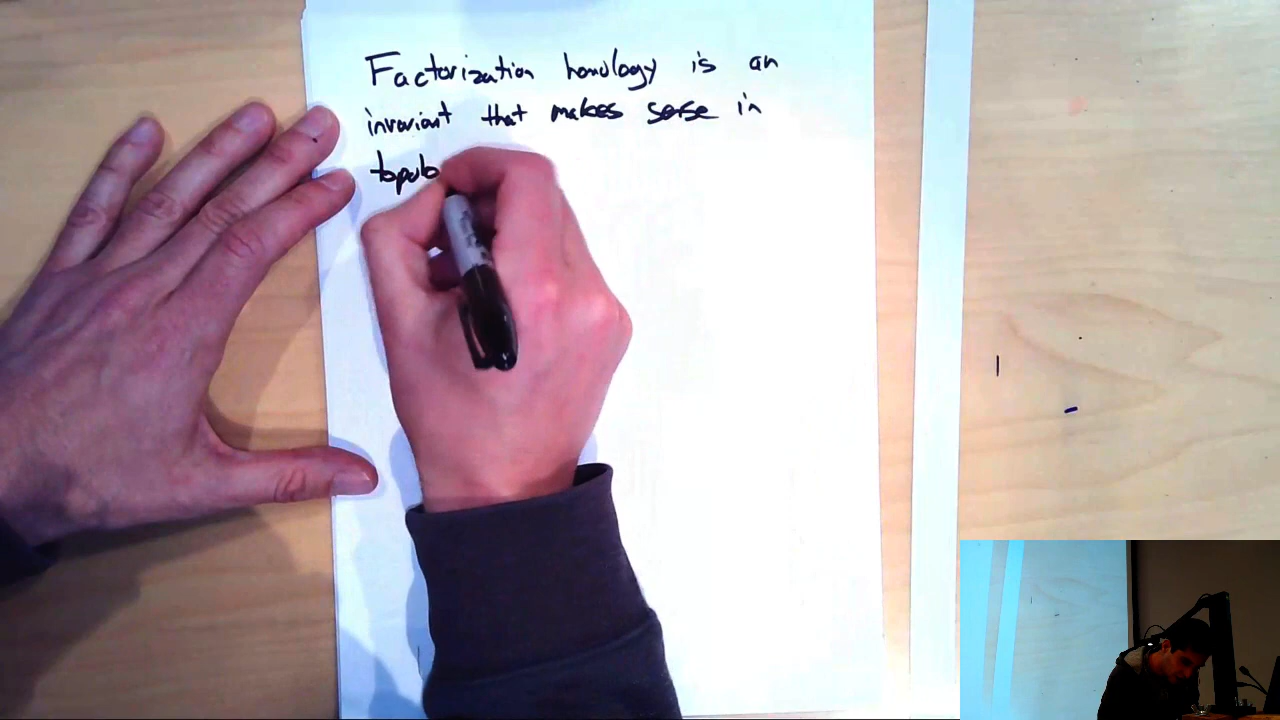 Factorization homology is an
invariant that makes sense in
topolo